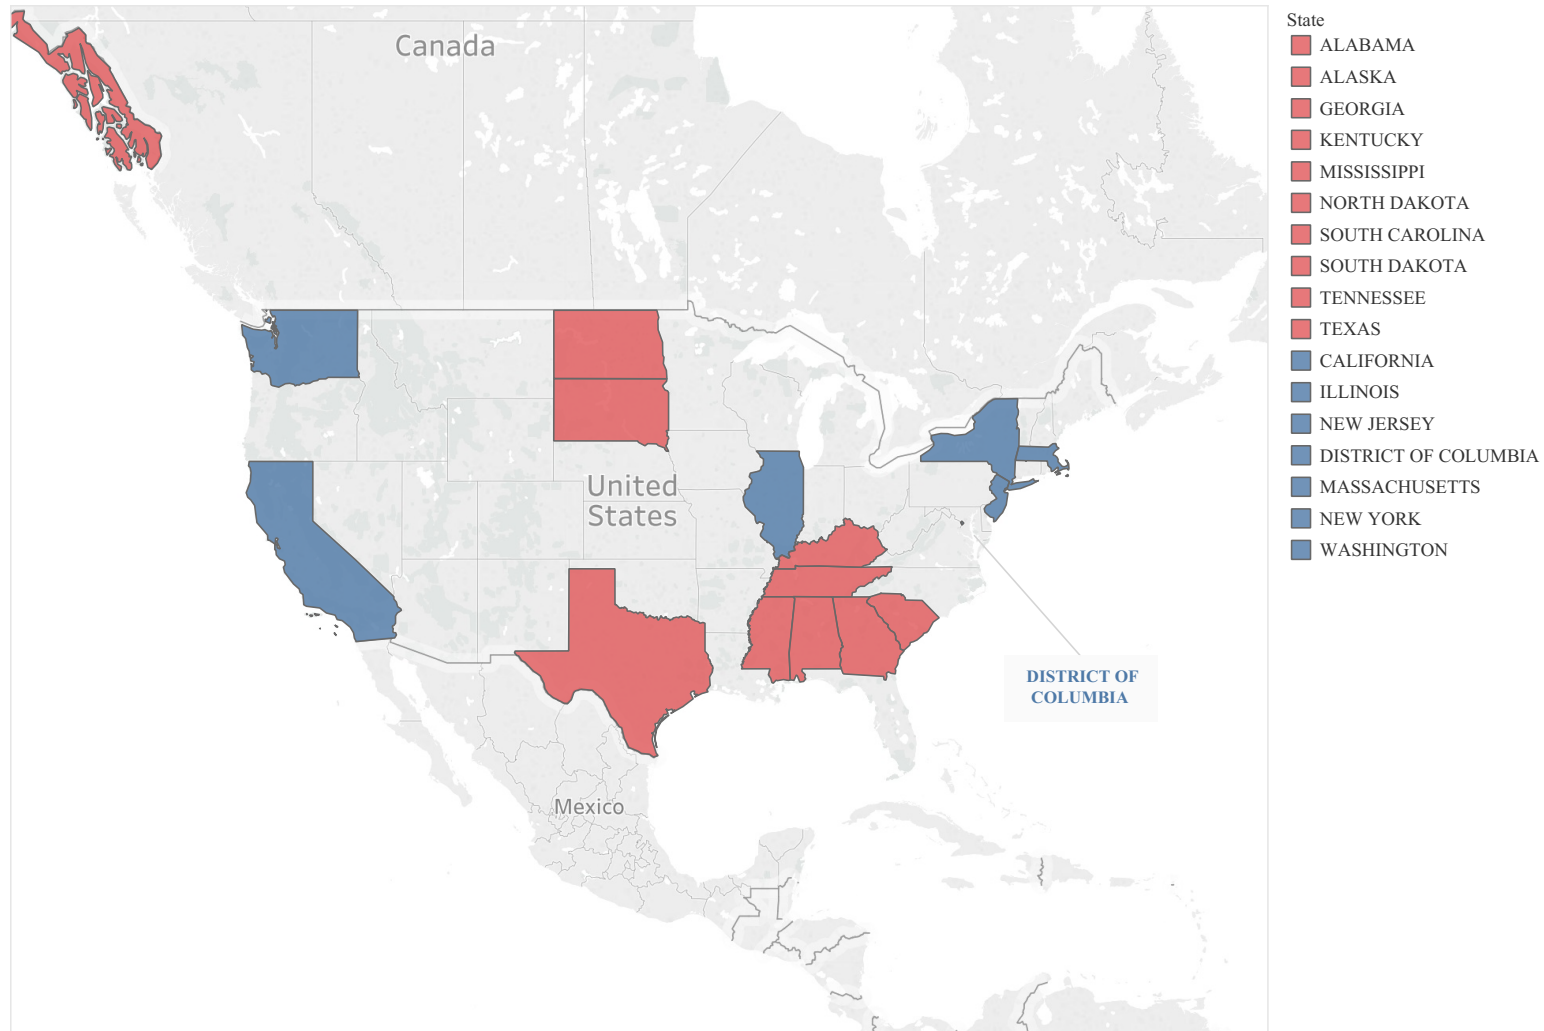 Canada
United
States
Mexico
DISTRICT OF
COLUMBIA
State
ALABAMA
ALASKA
GEORGIA
KENTUCKY
MISSISSIPPI
NORTH DAKOTA
SOUTH CAROLINA
SOUTH DAKOTA
TENNESSEE
TEXAS
CALIFORNIA
ILLINOIS
NEW JERSEY
DISTRICT OF COLUMBIA
MASSACHUSETTS
NEW YORK
WASHINGTON